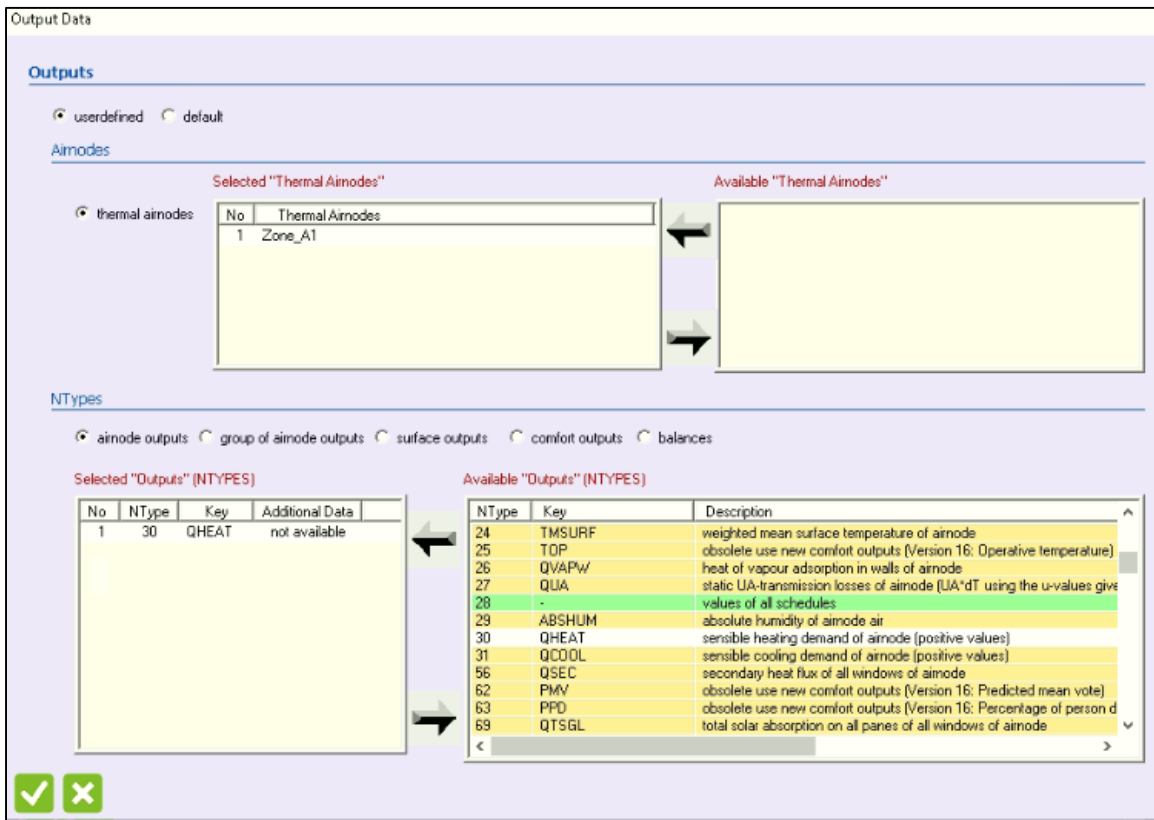 Output Data
Outputs
userdefined default
Airnodes
Selected "Thermal Airnodes" Available "Thermal Airnodes"
thermal airnodes
No Thermal Airnodes
1 Zone_A1
NTypes
airnode outputs group of airnode outputs surface outputs comfort outputs balances
Selected "Outputs" (NTYPES) Available "Outputs" (NTYPES)
No NType Key Additional Data
1 30 QHEAT not available
NType Key Description
24 TMSURF weighted mean surface temperature of airnode
25 TOP obsolete use new comfort outputs (Version 16: Operative temperature)
26 QVAPW heat of vapour adsorption in walls of airnode
27 QUA static UA-transmission losses of airnode (UA*dT using the u-values give
28 - values of all schedules
29 ABSHUM absolute humidity of airnode air
30 QHEAT sensible heating demand of airnode (positive values)
31 QCOOL sensible cooling demand of airnode (positive values)
56 QSEC secondary heat flux of all windows of airnode
62 PMV obsolete use new comfort outputs (Version 16: Predicted mean vote)
63 PPD obsolete use new comfort outputs (Version 16: Percentage of person d
69 QTSGL total solar absorption on all panes of all windows of airnode